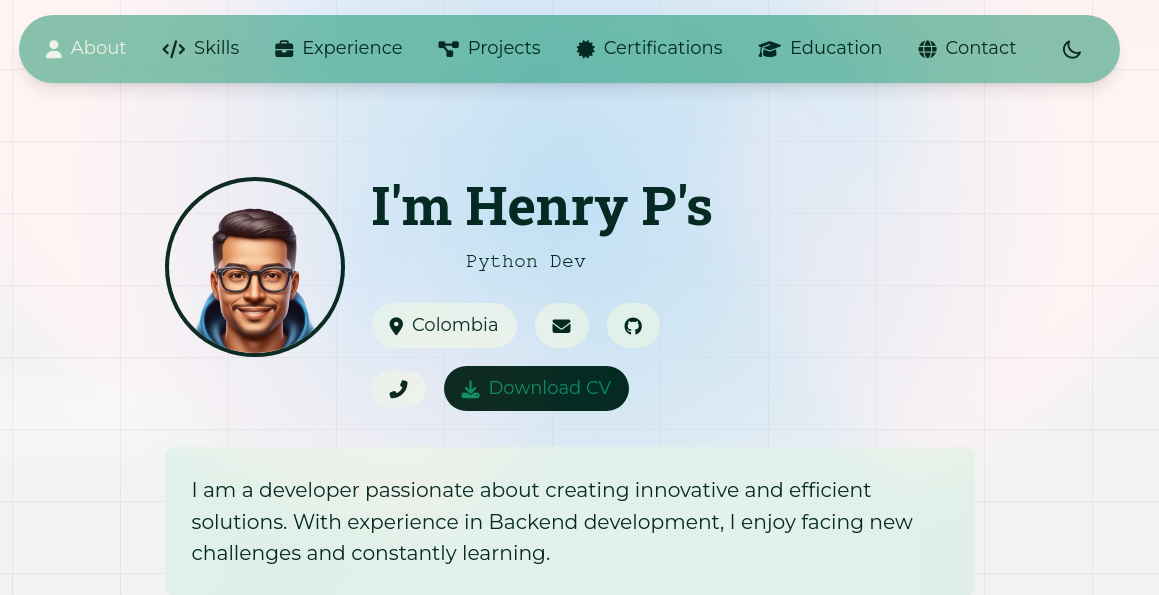 About Skills Experience Projects Certifications Education Contact
I'm Henry P's
Python Dev
Colombia
Download CV
I am a developer passionate about creating innovative and efficient
solutions. With experience in Backend development, I enjoy facing new
challenges and constantly learning.